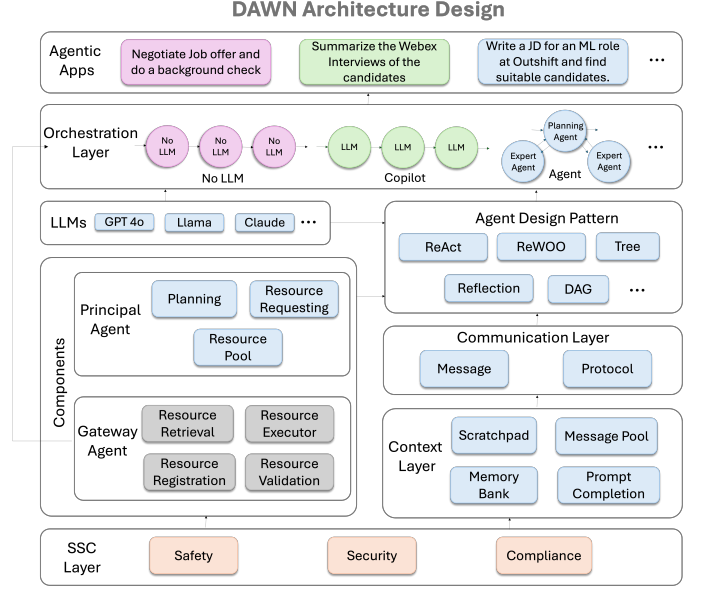 DAWN Architecture Design
Agentic
Apps
Negotiate Job offer and
do a background check
Summarize the Webex
Interviews of the
candidates
Write a JD for an ML role
at Outshift and find
suitable candidates.
...
Orchestration
Layer
No
LLM
No
LLM
No
LLM
No LLM
LLM
LLM
LLM
Copilot
Planning
Agent
Expert
Agent
Expert
Agent
Agent
...
LLMs
GPT 4o
Llama
Claude
...
Agent Design Pattern
ReAct
ReWOO
Tree
Reflection
DAG
...
Components
Principal
Agent
Planning
Resource
Requesting
Resource
Pool
Gateway
Agent
Resource
Retrieval
Resource
Executor
Resource
Registration
Resource
Validation
Communication Layer
Message
Protocol
Context
Layer
Scratchpad
Message Pool
Memory
Bank
Prompt
Completion
SSC
Layer
Safety
Security
Compliance